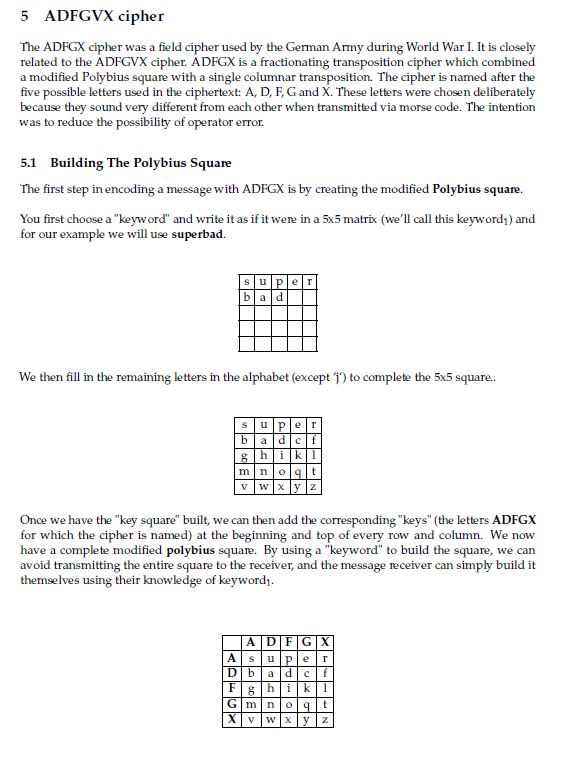 5 ADFGVX cipher
The ADFGX cipher was a field cipher used by the German Army during World War I. It is closely
related to the ADFGVX cipher. ADFGX is a fractionating transposition cipher which combined
a modified Polybius square with a single columnar transposition. The cipher is named after the
five possible letters used in the ciphertext: A, D, F, G and X. These letters were chosen deliberately
because they sound very different from each other when transmitted via morse code. The intention
was to reduce the possibility of operator error.
5.1 Building The Polybius Square
The first step in encoding a message with ADFGX is by creating the modified Polybius square.
You first choose a "keyword" and write it as if it were in a 5x5 matrix (we'll call this keyword₁) and
for our example we will use superbad.
s u p e r
b a d
We then fill in the remaining letters in the alphabet (except 'j') to complete the 5x5 square..
s u p e r
b a d c f
g h i k l
m n o q t
v w x y z
Once we have the "key square" built, we can then add the corresponding "keys" (the letters ADFGX
for which the cipher is named) at the beginning and top of every row and column. We now
have a complete modified polybius square. By using a "keyword" to build the square, we can
avoid transmitting the entire square to the receiver, and the message receiver can simply build it
themselves using their knowledge of keyword₁.
A D F G X
A s u p e r
D b a d c f
F g h i k l
G m n o q t
X v w x y z